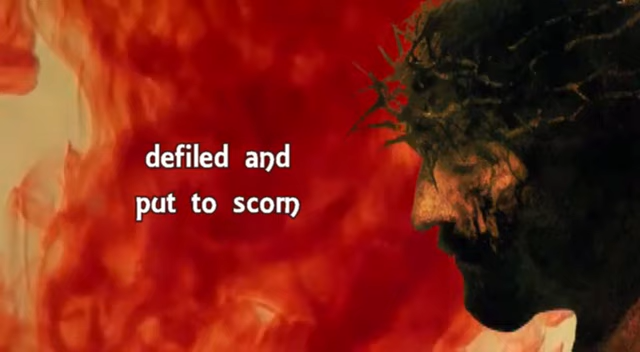 defiled and
put to scorn